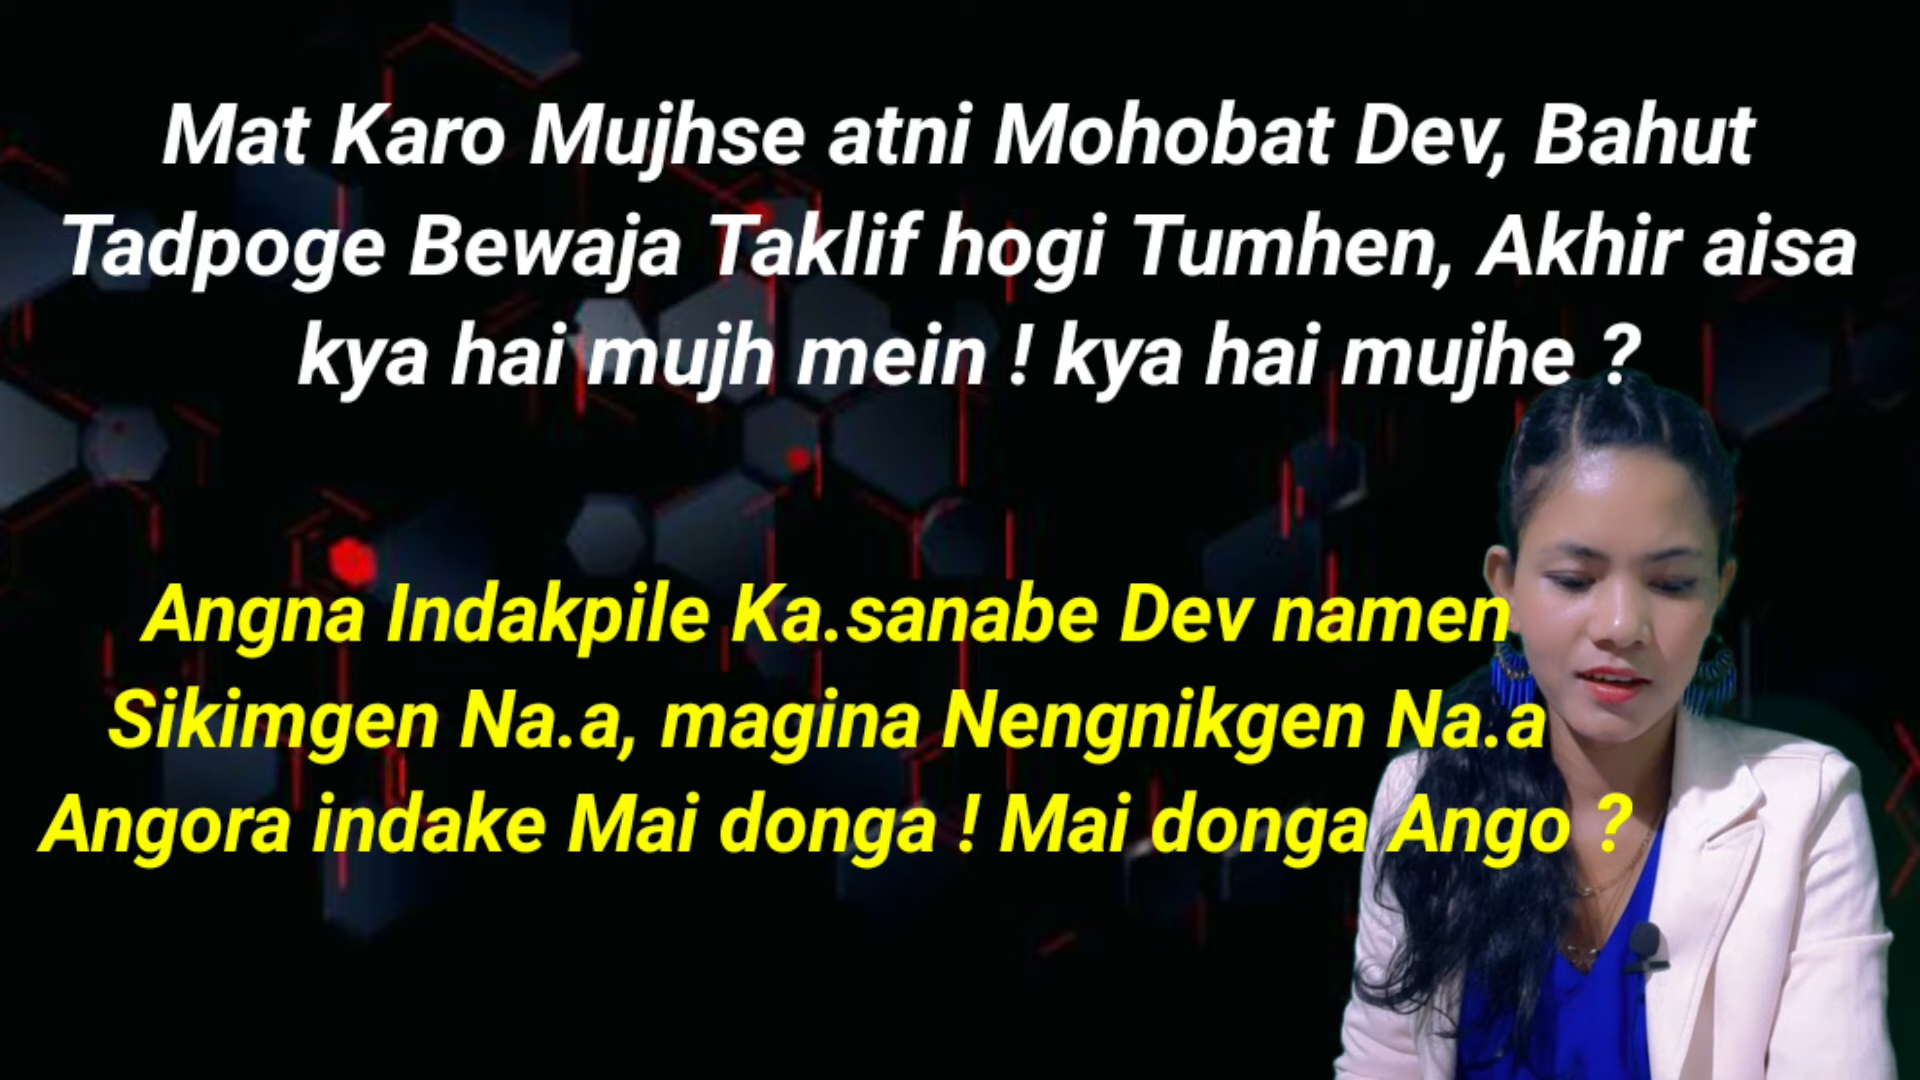 Mat Karo Mujhse atni Mohobat Dev, Bahut
Tadpoge Bewaja Taklif hogi Tumhen, Akhir aisa
kya hai mujh mein ! kya hai mujhe ?
Angna Indakpile Ka.sanabe Dev namen
Sikimgen Na.a, magina Nengnikgen Na.a
Angora indake Mai donga ! Mai donga Ango ?